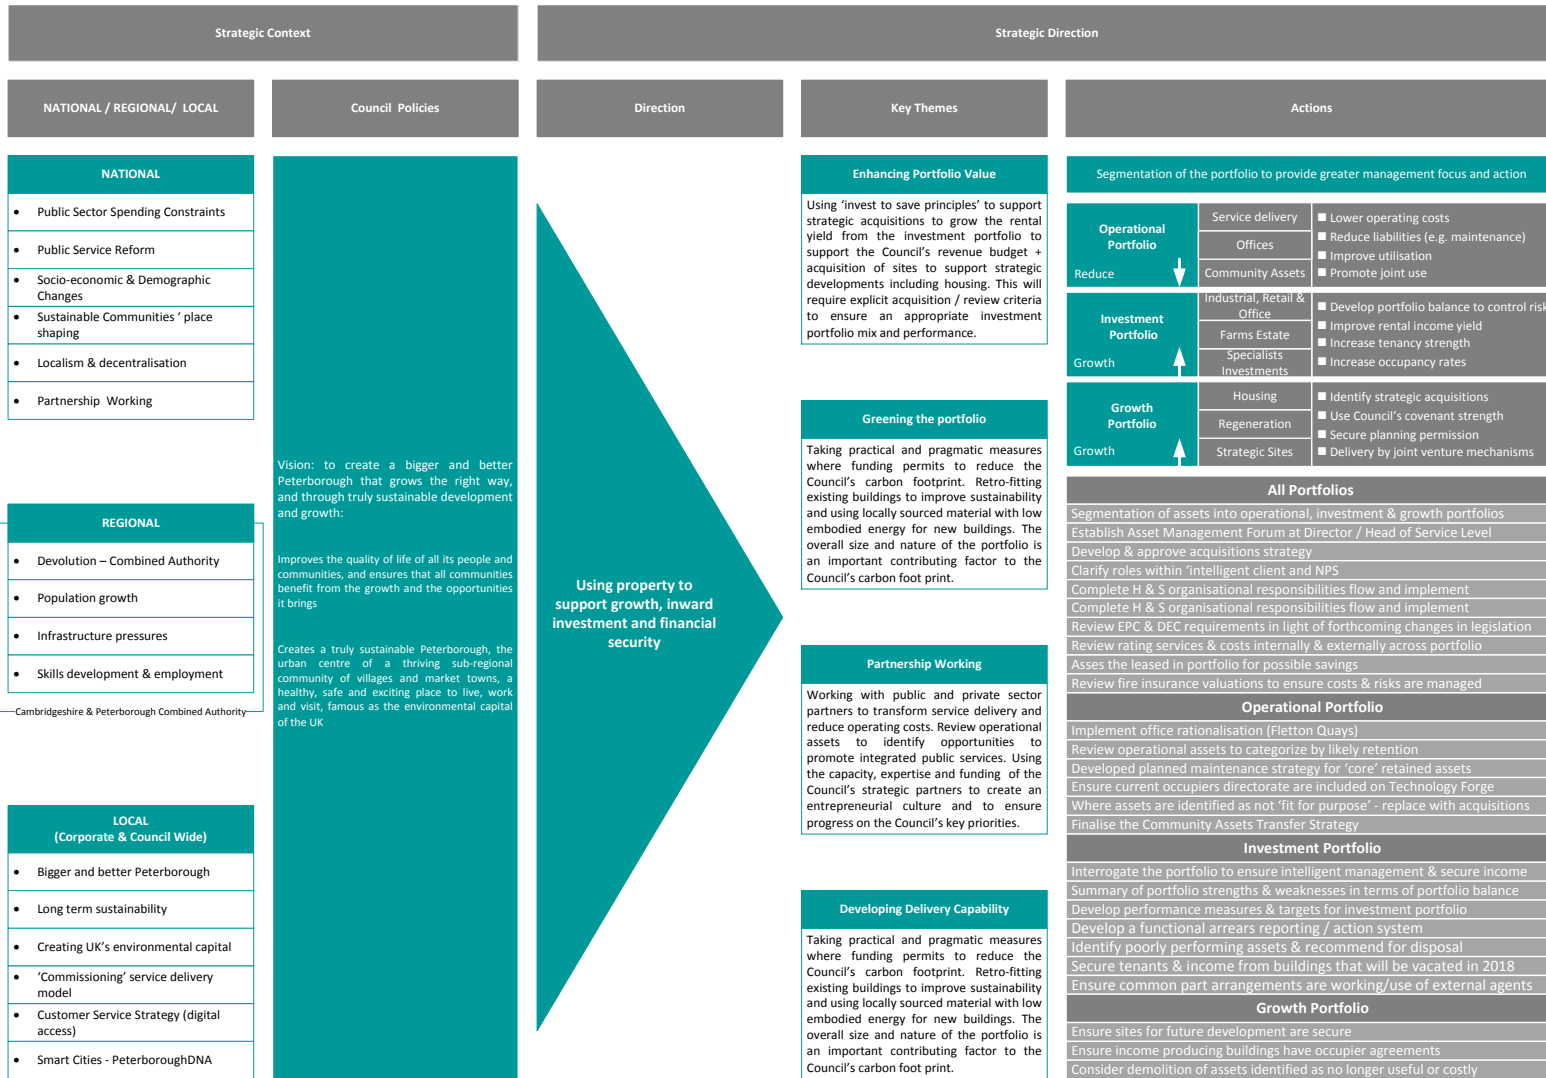 Strategic Context
Strategic Direction
NATIONAL / REGIONAL/ LOCAL
Council Policies
Direction
Key Themes
Actions
NATIONAL
• Public Sector Spending Constraints
• Public Service Reform
• Socio-economic & Demographic
Changes
• Sustainable Communities ‘ place
shaping
• Localism & decentralisation
• Partnership Working
REGIONAL
• Devolution – Combined Authority
• Population growth
• Infrastructure pressures
• Skills development & employment
Cambridgeshire & Peterborough Combined Authority
LOCAL
(Corporate & Council Wide)
• Bigger and better Peterborough
• Long term sustainability
• Creating UK’s environmental capital
• ‘Commissioning’ service delivery
model
• Customer Service Strategy (digital
access)
• Smart Cities - PeterboroughDNA
Vision: to create a bigger and better
Peterborough that grows the right way,
and through truly sustainable development
and growth:
Improves the quality of life of all its people and
communities, and ensures that all communities
benefit from the growth and the opportunities
it brings
Creates a truly sustainable Peterborough, the
urban centre of a thriving sub-regional
community of villages and market towns, a
healthy, safe and exciting place to live, work
and visit, famous as the environmental capital
of the UK
Using property to
support growth, inward
investment and financial
security
Enhancing Portfolio Value
Using ‘invest to save principles’ to support
strategic acquisitions to grow the rental
yield from the investment portfolio to
support the Council’s revenue budget +
acquisition of sites to support strategic
developments including housing. This will
require explicit acquisition / review criteria
to ensure an appropriate investment
portfolio mix and performance.
Greening the portfolio
Taking practical and pragmatic measures
where funding permits to reduce the
Council’s carbon footprint. Retro-fitting
existing buildings to improve sustainability
and using locally sourced material with low
embodied energy for new buildings. The
overall size and nature of the portfolio is
an important contributing factor to the
Council’s carbon foot print.
Partnership Working
Working with public and private sector
partners to transform service delivery and
reduce operating costs. Review operational
assets to identify opportunities to
promote integrated public services. Using
the capacity, expertise and funding of the
Council’s strategic partners to create an
entrepreneurial culture and to ensure
progress on the Council’s key priorities.
Developing Delivery Capability
Taking practical and pragmatic measures
where funding permits to reduce the
Council’s carbon footprint. Retro-fitting
existing buildings to improve sustainability
and using locally sourced material with low
embodied energy for new buildings. The
overall size and nature of the portfolio is
an important contributing factor to the
Council’s carbon foot print.
Segmentation of the portfolio to provide greater management focus and action
Operational
Portfolio
Reduce
Service delivery
Offices
Community Assets
■ Lower operating costs
■ Reduce liabilities (e.g. maintenance)
■ Improve utilisation
■ Promote joint use
Investment
Portfolio
Growth
Industrial, Retail &
Office
Farms Estate
Specialists
Investments
■ Develop portfolio balance to control risk
■ Improve rental income yield
■ Increase tenancy strength
■ Increase occupancy rates
Growth
Portfolio
Growth
Housing
Regeneration
Strategic Sites
■ Identify strategic acquisitions
■ Use Council’s covenant strength
■ Secure planning permission
■ Delivery by joint venture mechanisms
All Portfolios
Segmentation of assets into operational, investment & growth portfolios
Establish Asset Management Forum at Director / Head of Service Level
Develop & approve acquisitions strategy
Clarify roles within ‘intelligent client and NPS
Complete H & S organisational responsibilities flow and implement
Complete H & S organisational responsibilities flow and implement
Review EPC & DEC requirements in light of forthcoming changes in legislation
Review rating services & costs internally & externally across portfolio
Asses the leased in portfolio for possible savings
Review fire insurance valuations to ensure costs & risks are managed
Operational Portfolio
Implement office rationalisation (Fletton Quays)
Review operational assets to categorize by likely retention
Developed planned maintenance strategy for ‘core’ retained assets
Ensure current occupiers directorate are included on Technology Forge
Where assets are identified as not ‘fit for purpose’ - replace with acquisitions
Finalise the Community Assets Transfer Strategy
Investment Portfolio
Interrogate the portfolio to ensure intelligent management & secure income
Summary of portfolio strengths & weaknesses in terms of portfolio balance
Develop performance measures & targets for investment portfolio
Develop a functional arrears reporting / action system
Identify poorly performing assets & recommend for disposal
Secure tenants & income from buildings that will be vacated in 2018
Ensure common part arrangements are working/use of external agents
Growth Portfolio
Ensure sites for future development are secure
Ensure income producing buildings have occupier agreements
Consider demolition of assets identified as no longer useful or costly